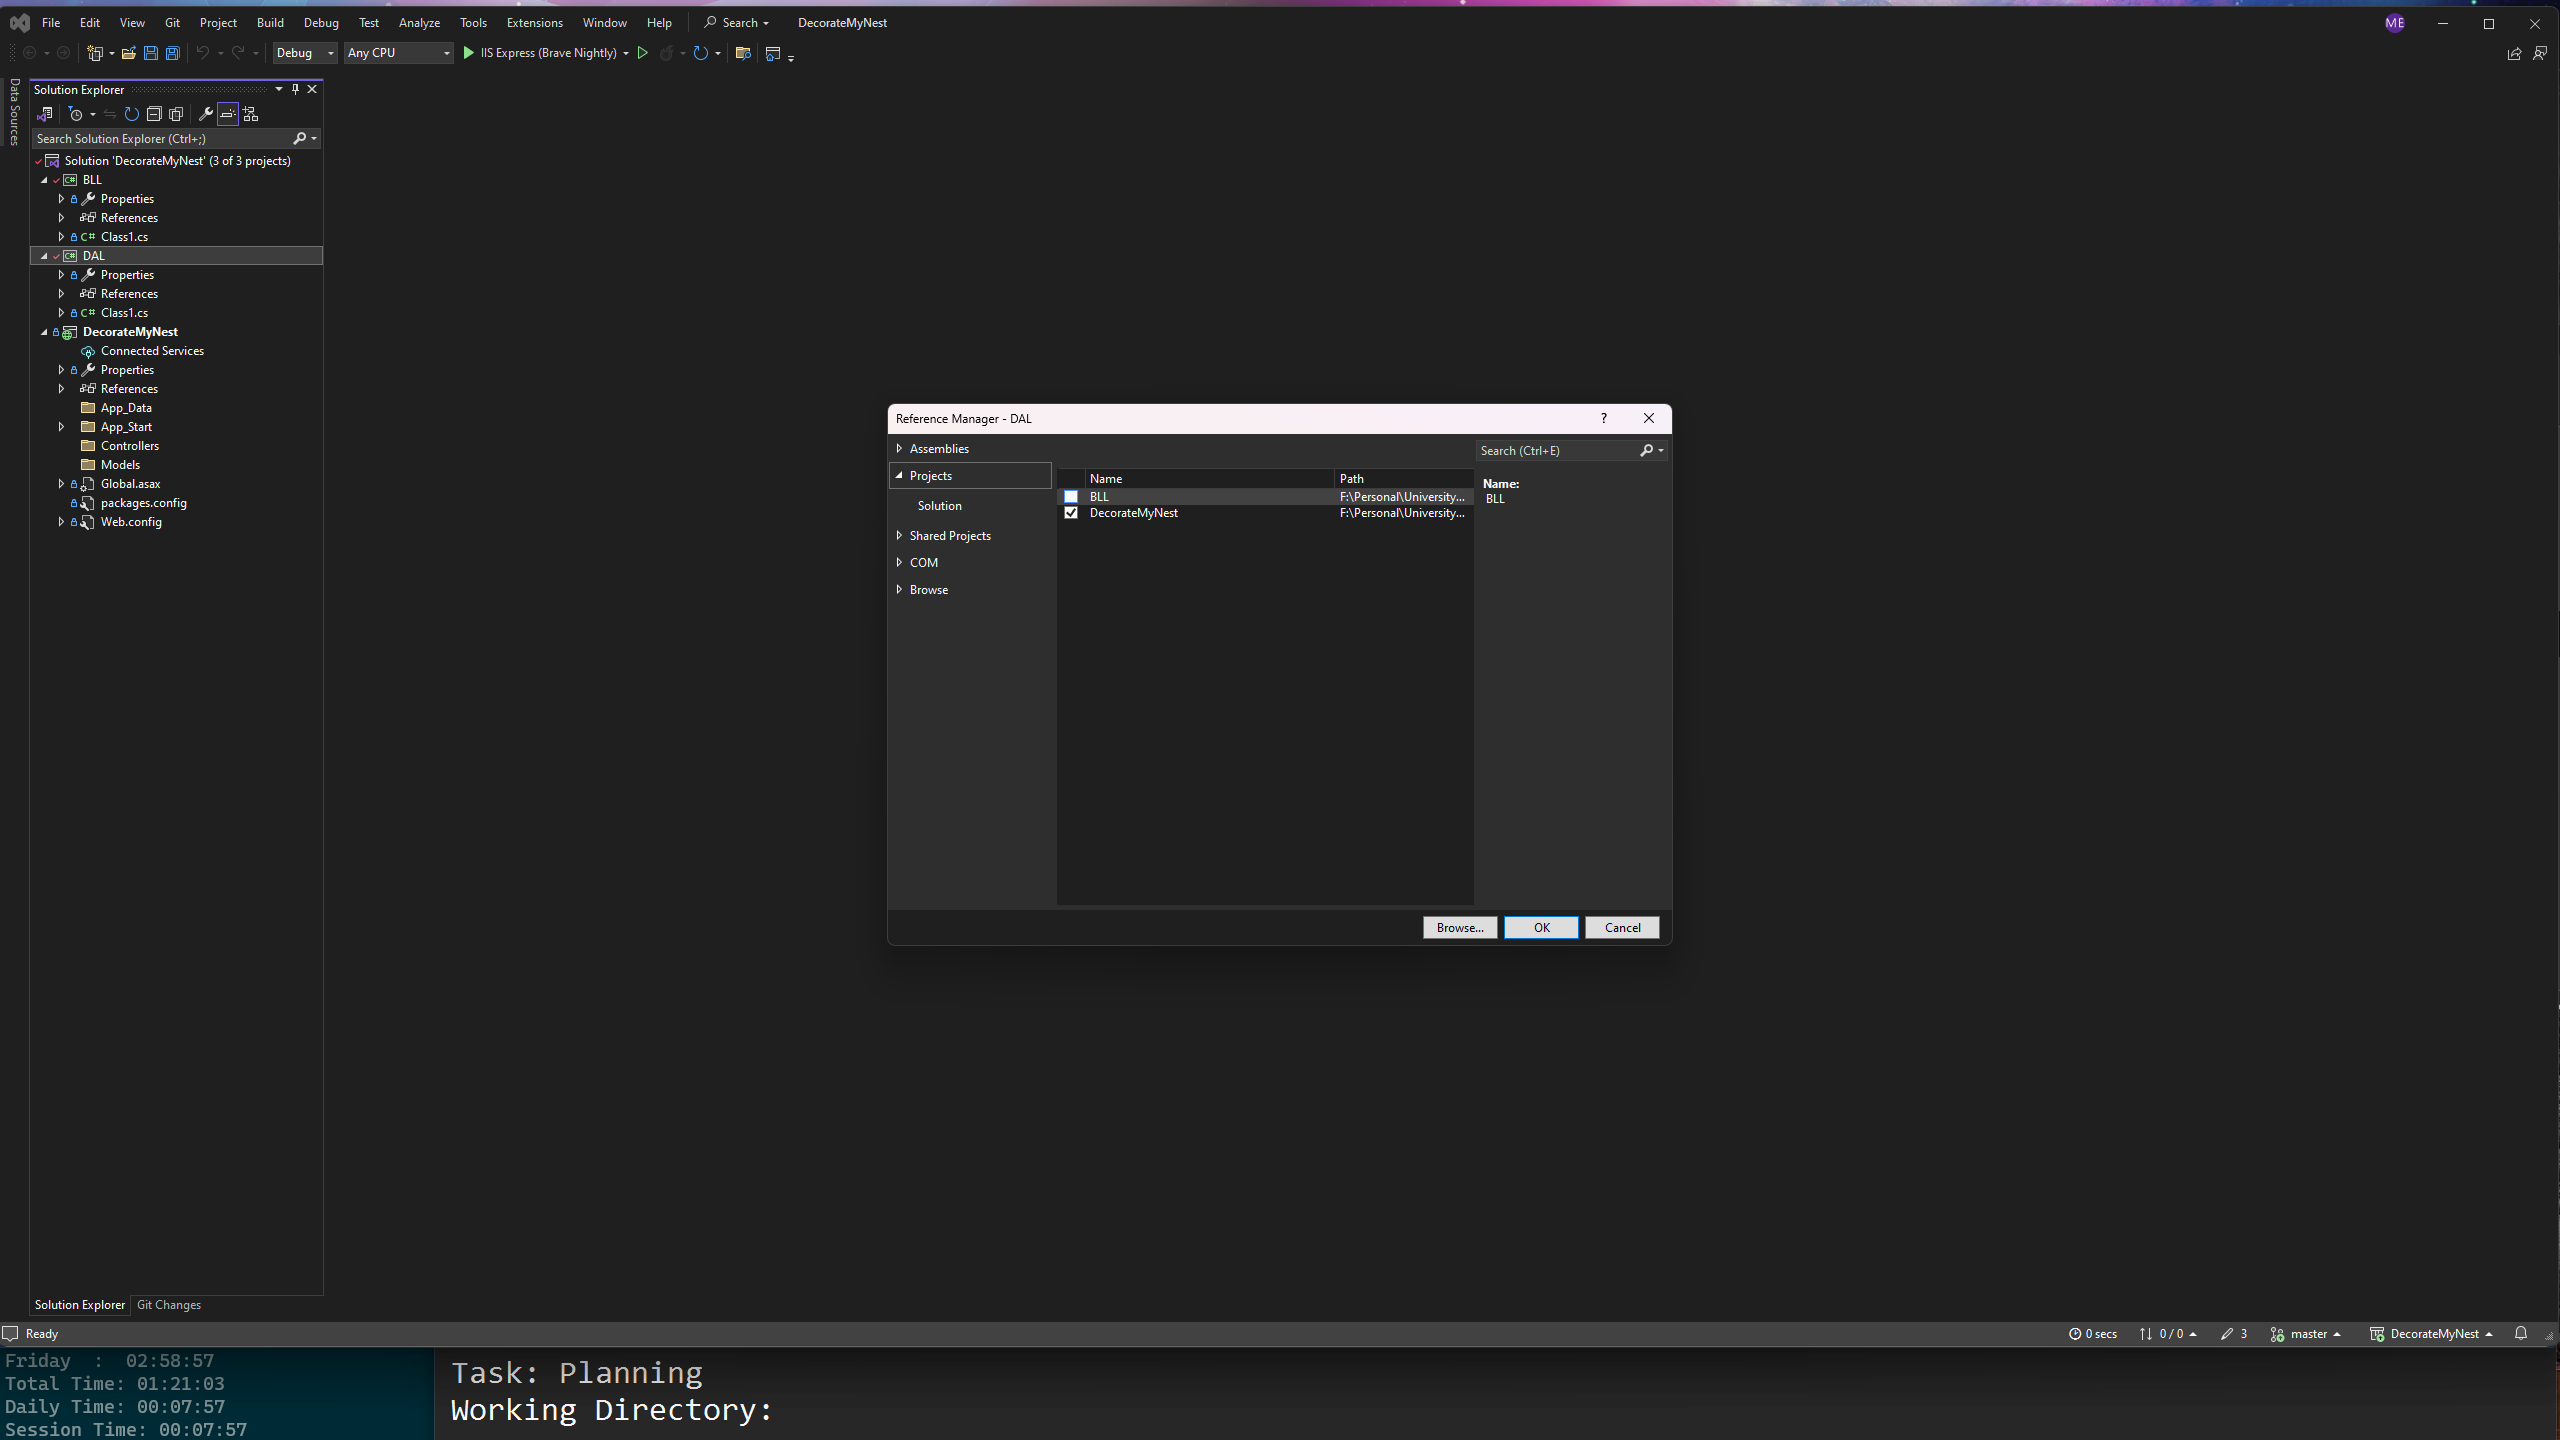 File Edit View Git Project Build Debug Test Analyze Tools Extensions Window Help Search DecorateMyNest ME
Debug Any CPU IIS Express (Brave Nightly)
Data Sources
Solution Explorer
Search Solution Explorer (Ctrl+;)
Solution 'DecorateMyNest' (3 of 3 projects)
C# BLL
Properties
References
C# Class1.cs
C# DAL
Properties
References
C# Class1.cs
DecorateMyNest
Connected Services
Properties
References
App_Data
App_Start
Controllers
Models
Global.asax
packages.config
Web.config
Reference Manager - DAL ?
Assemblies
Projects
Solution
Shared Projects
COM
Browse
Name Path
BLL F:\Personal\University...
DecorateMyNest F:\Personal\University...
Search (Ctrl+E)
Name:
BLL
Browse... OK Cancel
Solution Explorer Git Changes
Ready 0 secs 0 / 0 3 master DecorateMyNest
Friday : 02:58:57
Total Time: 01:21:03
Daily Time: 00:07:57
Session Time: 00:07:57
Task: Planning
Working Directory: